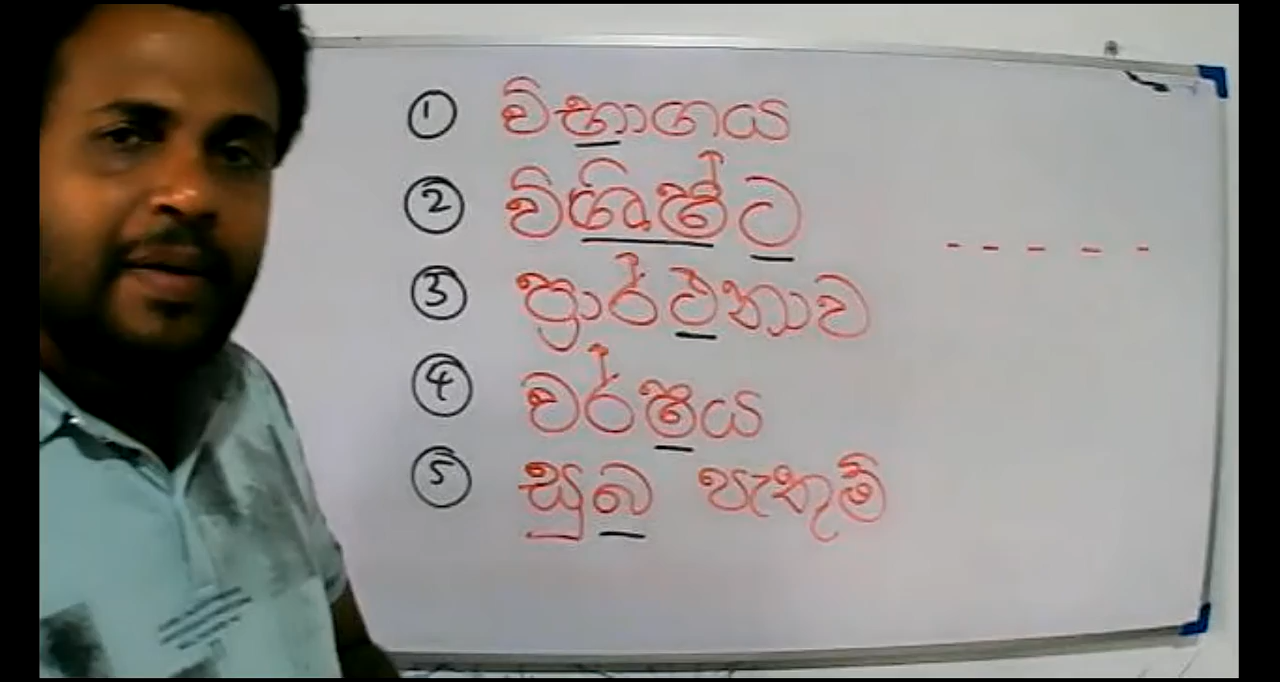 ① විභාගය
② විශිෂ්ට
③ ප්‍රාර්ථනාව
④ වර්ෂය
⑤ සුබ පැතුම්